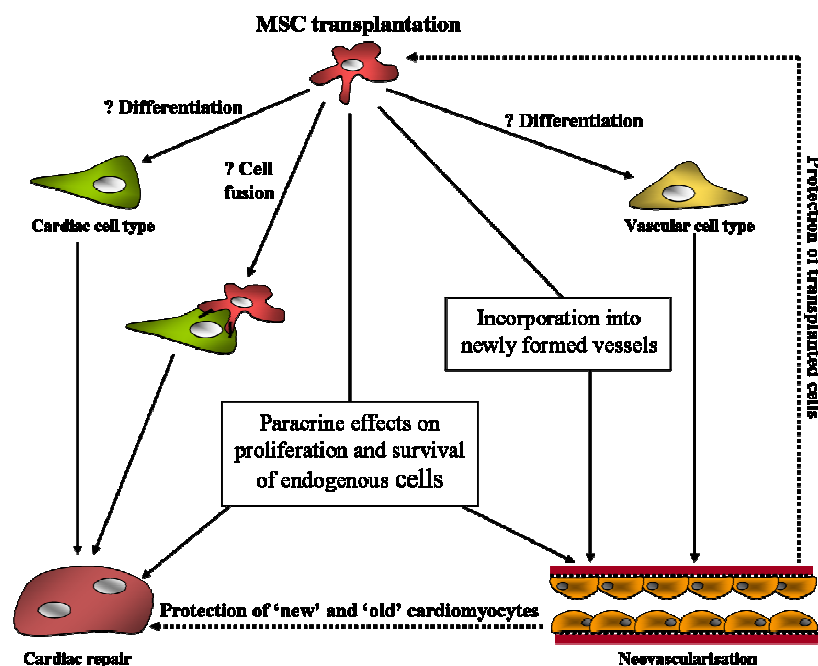 MSC transplantation
? Differentiation
? Differentiation
? Cell
fusion
Cardiac cell type
Vascular cell type
Protection of transplanted cells
Incorporation into
newly formed vessels
Paracrine effects on
proliferation and survival
of endogenous cells
Protection of ‘new’ and ‘old’ cardiomyocytes
Cardiac repair
Neovascularisation